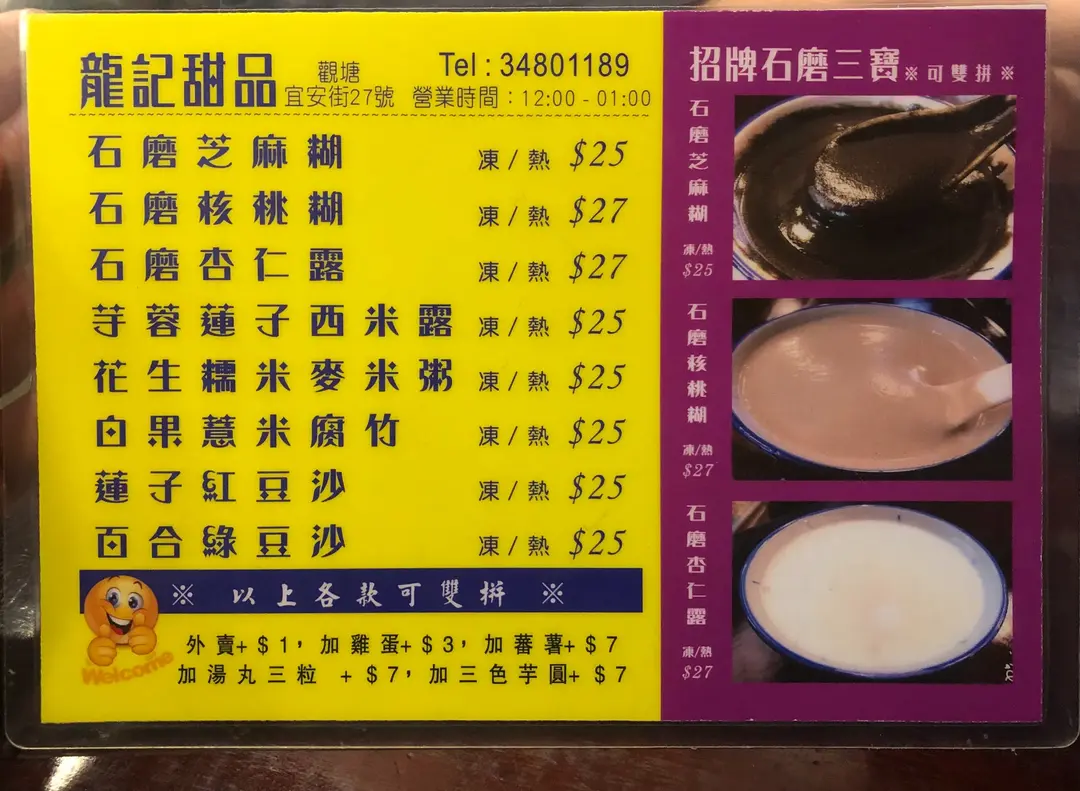 龍記甜品
觀塘
宜安街27號
Tel : 34801189
營業時間：12:00 - 01:00
石磨芝麻糊 凍 / 熱 $25
石磨核桃糊 凍 / 熱 $27
石磨杏仁露 凍 / 熱 $27
芋蓉蓮子西米露 凍 / 熱 $25
花生糯米麥米粥 凍 / 熱 $25
白果薏米腐竹 凍 / 熱 $25
蓮子紅豆沙 凍 / 熱 $25
百合綠豆沙 凍 / 熱 $25
※ 以上各款可雙拼 ※
外賣+＄1，加雞蛋+＄3，加蕃薯+＄7
加湯丸三粒 +＄7，加三色芋圓+＄7
Welcome
招牌石磨三寶※可雙拼※
石磨芝麻糊
凍/熱
$25
石磨核桃糊
凍/熱
$27
石磨杏仁露
凍/熱
$27